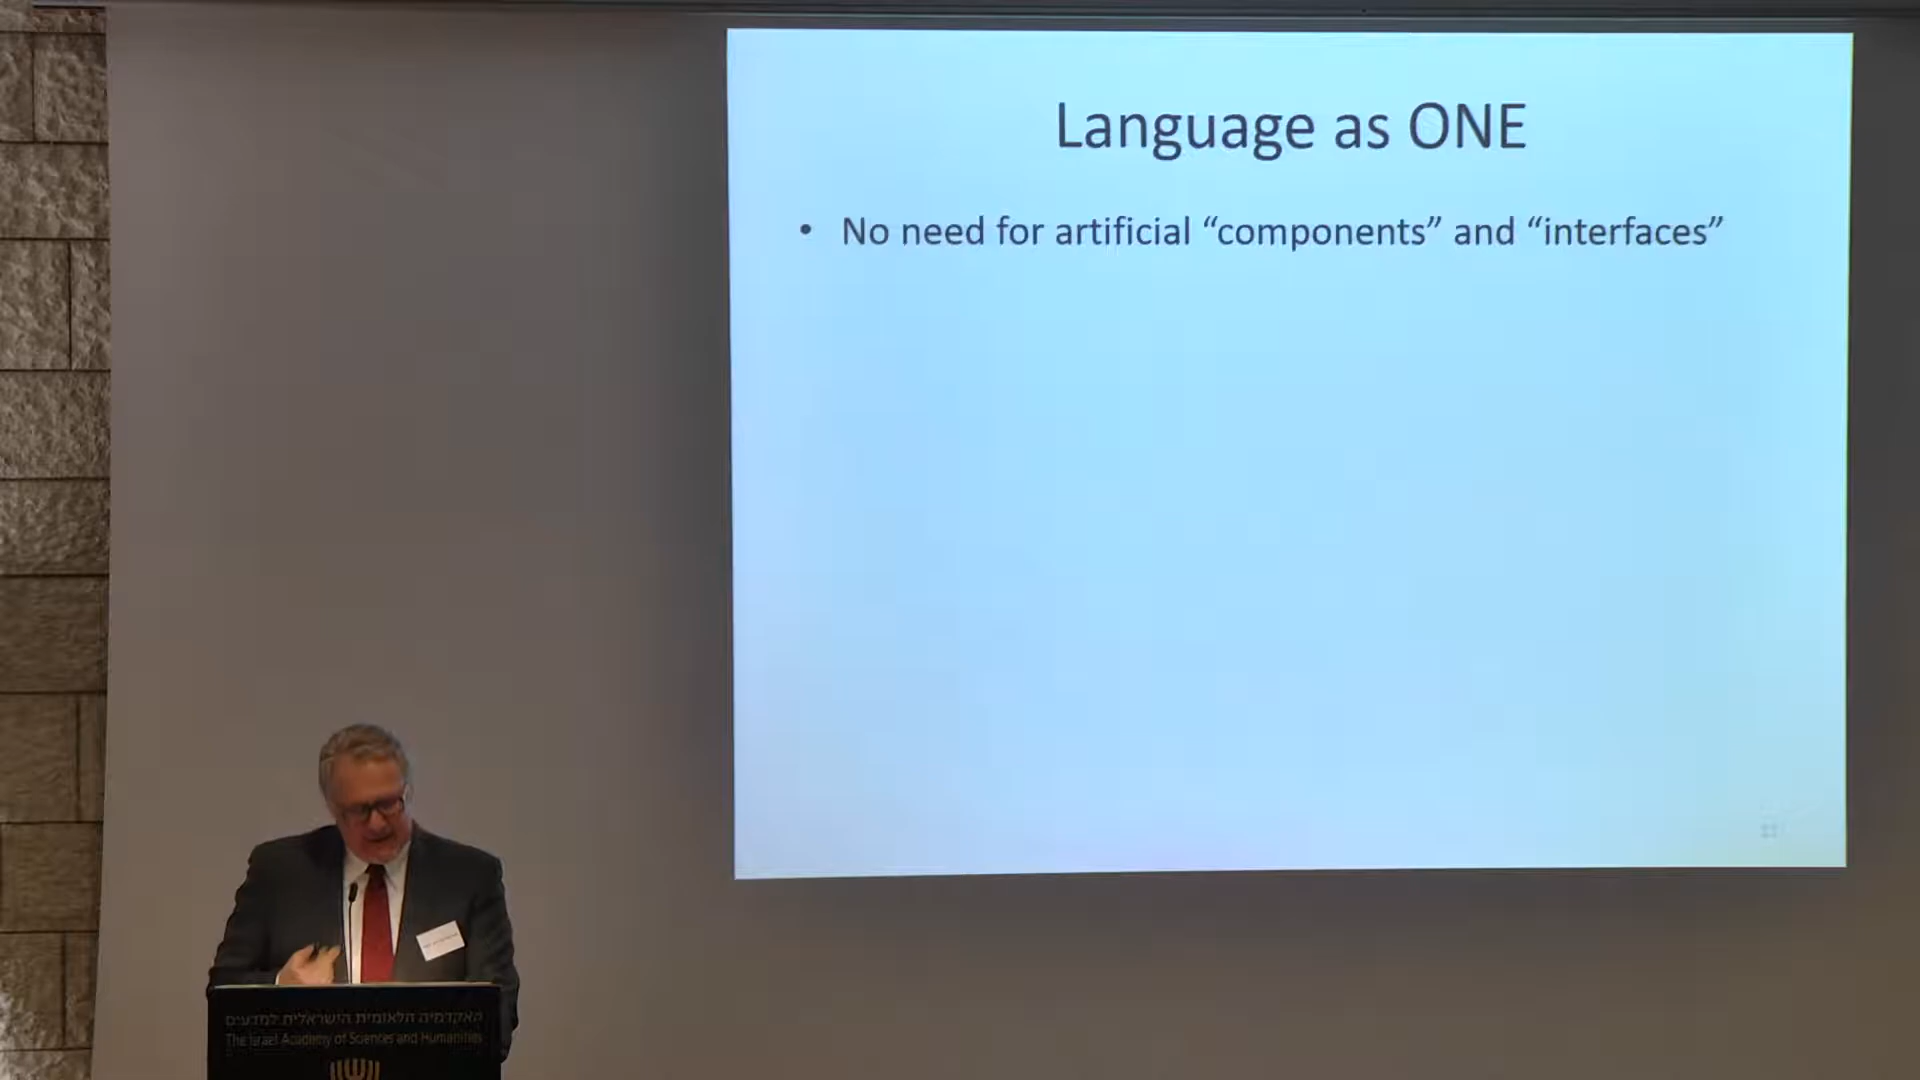 Language as ONE
• No need for artificial “components” and “interfaces”
האקדמיה הלאומית הישראלית למדעים
The Israel Academy of Sciences and Humanities